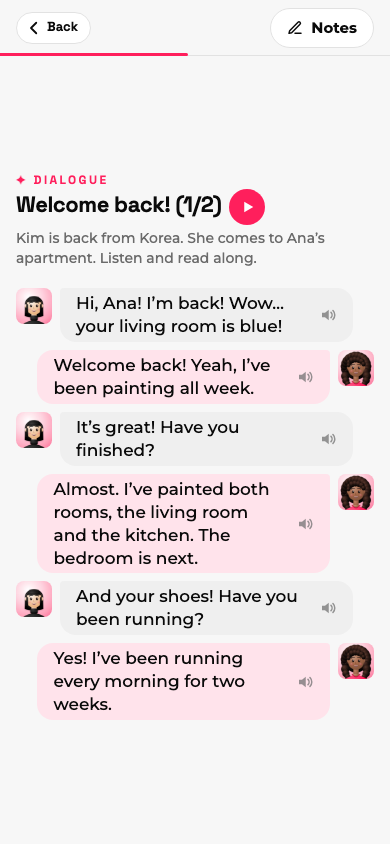 Back
Notes
DIALOGUE
Welcome back! (1/2)
Kim is back from Korea. She comes to Ana’s
apartment. Listen and read along.
Hi, Ana! I’m back! Wow...
your living room is blue!
Welcome back! Yeah, I’ve
been painting all week.
It’s great! Have you
finished?
Almost. I’ve painted both
rooms, the living room
and the kitchen. The
bedroom is next.
And your shoes! Have you
been running?
Yes! I’ve been running
every morning for two
weeks.